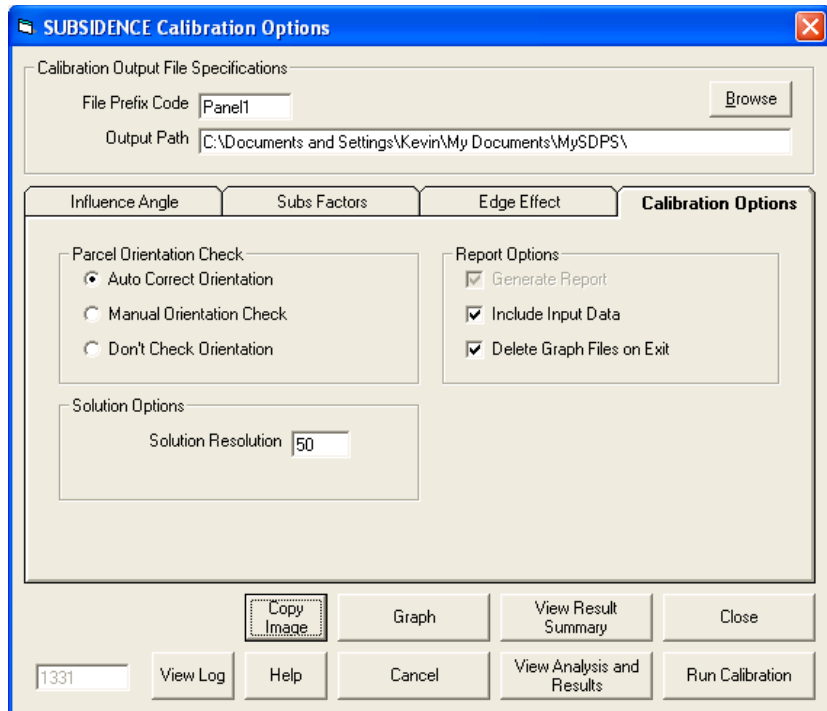 SUBSIDENCE Calibration Options
Calibration Output File Specifications
File Prefix Code Panel1 Browse
Output Path C:\Documents and Settings\Kevin\My Documents\MySDPS\
Influence Angle Subs Factors Edge Effect Calibration Options
Parcel Orientation Check Report Options
Auto Correct Orientation Generate Report
Manual Orientation Check Include Input Data
Don't Check Orientation Delete Graph Files on Exit
Solution Options
Solution Resolution 50
Copy Image Graph View Result Summary Close
1331 View Log Help Cancel View Analysis and Results Run Calibration